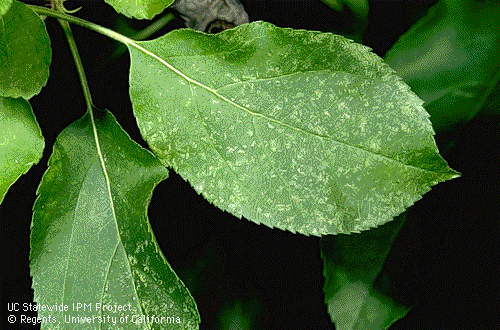 UC Statewide IPM Project
© Regents, University of California